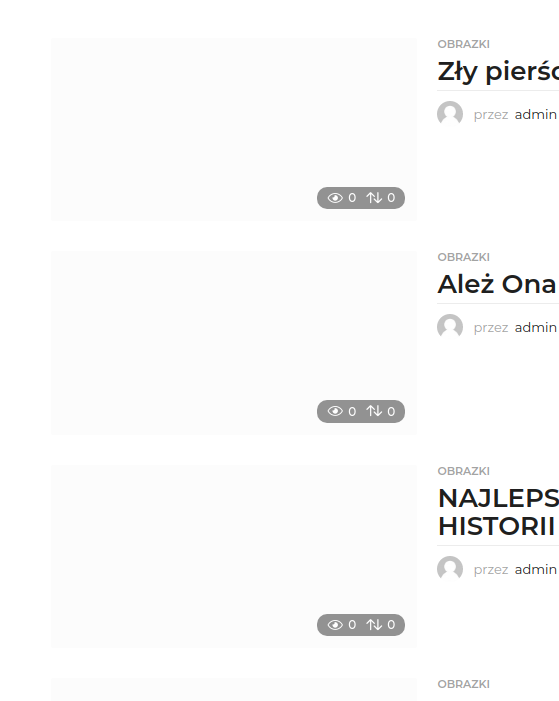 OBRAZKI
Zły pierśc
przez admin
0 0
OBRAZKI
Ależ Ona
przez admin
0 0
OBRAZKI
NAJLEPS
HISTORII
przez admin
0 0
OBRAZKI